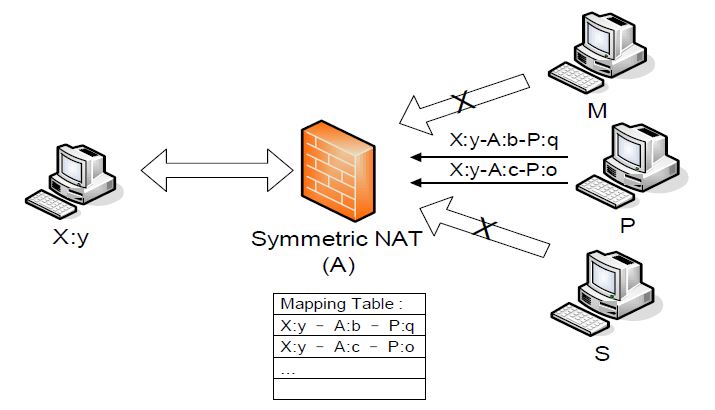 X
M
X:y-A:b-P:q
X:y-A:c-P:o
P
X:y
Symmetric NAT
(A)
X
S
Mapping Table :
X:y - A:b - P:q
X:y - A:c - P:o
...